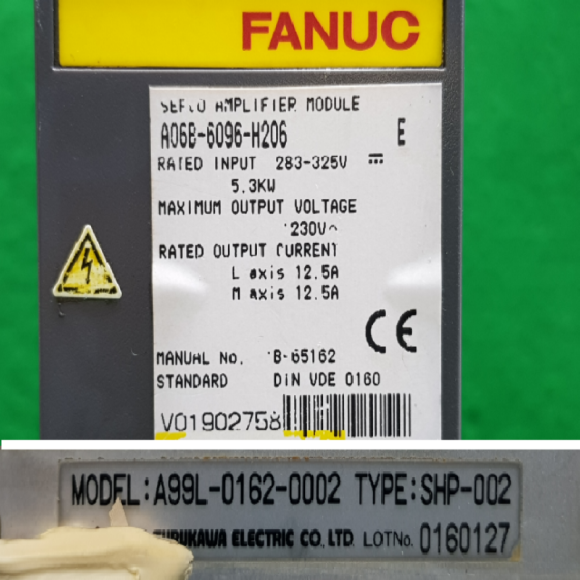 FANUC
SERVO AMPLIFIER MODULE
A06B-6096-H206 E
RATED INPUT 283-325V ⎓
5.3KW
MAXIMUM OUTPUT VOLTAGE
230V~
RATED OUTPUT CURRENT
L axis 12.5A
M axis 12.5A
CE
MANUAL No. B-65162
STANDARD DIN VDE 0160
V01902758
MODEL:A99L-0162-0002 TYPE:SHP-002
FURUKAWA ELECTRIC CO.,LTD. LOTNo. 0160127